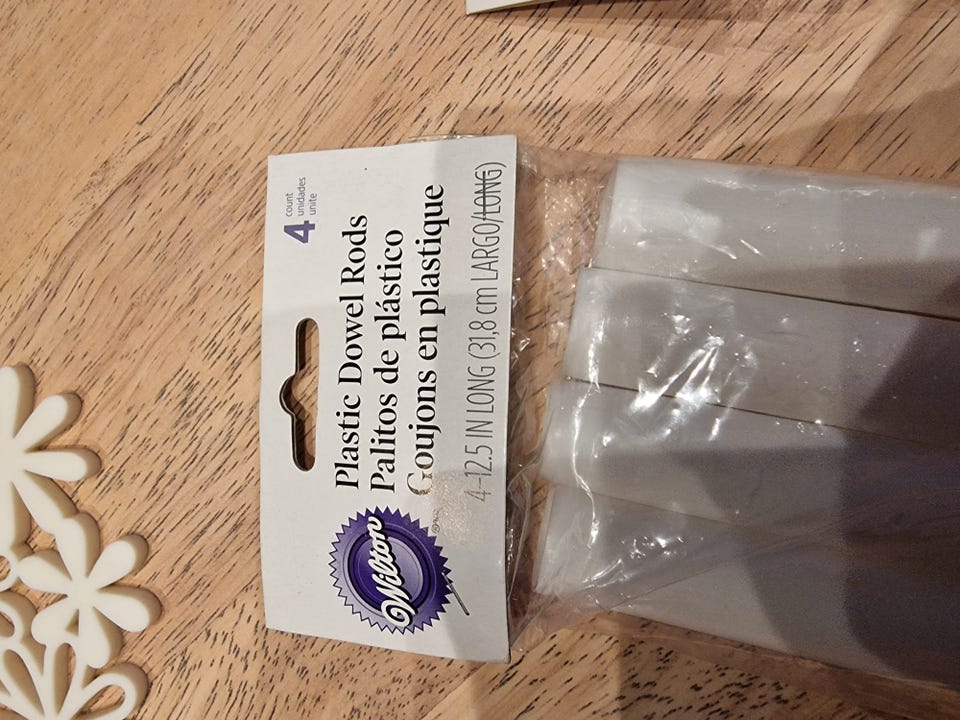 4 count
unidades
unite
Plastic Dowel Rods
Palitos de plástico
Goujons en plastique
4–12.5 IN LONG (31,8 cm LARGO/LONG)
Wilton